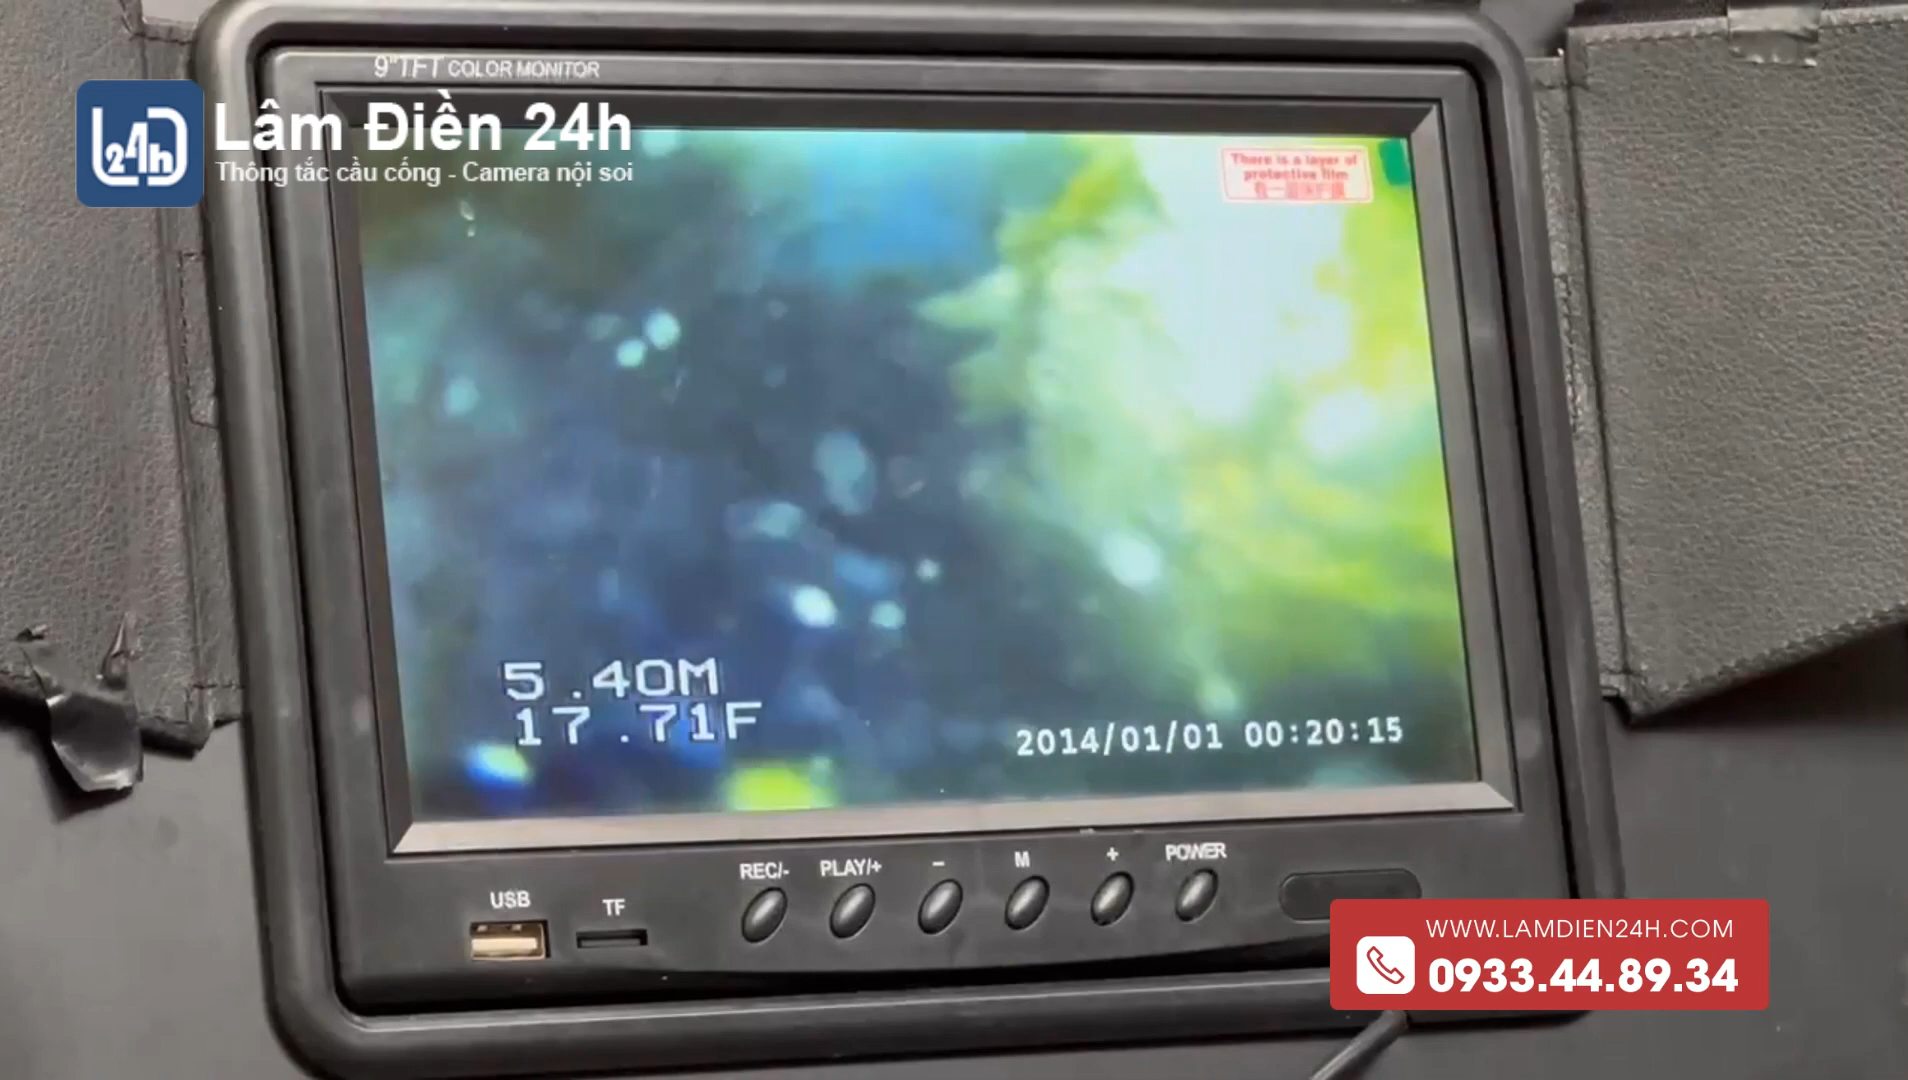 9"TFT COLOR MONITOR
24h
Lâm Điền 24h
Thông tắc cầu cống - Camera nội soi
There is a layer of
protective film
5.40M
17.71F
2014/01/01 00:20:15
REC/-
PLAY/+
-
M
+
POWER
USB
TF
WWW.LAMDIEN24H.COM
0933.44.89.34